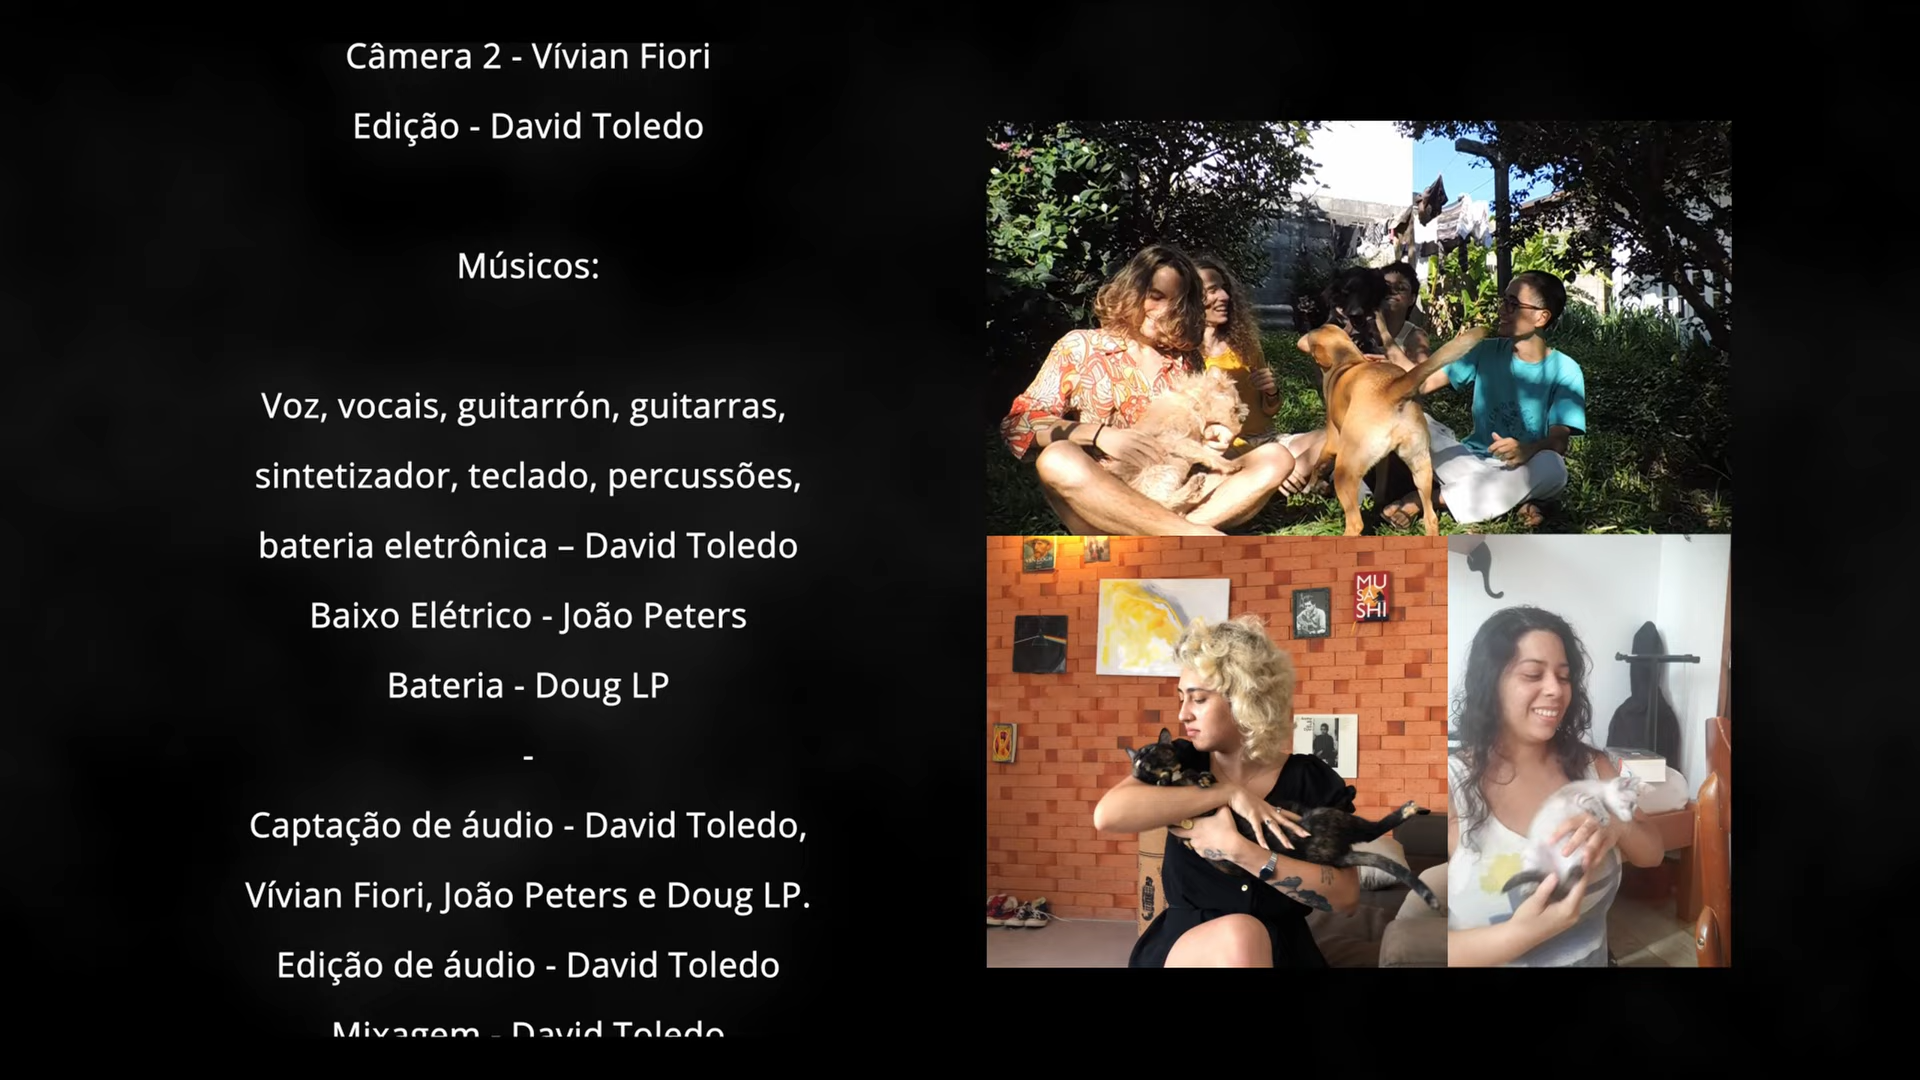 Câmera 2 - Vívian Fiori
Edição - David Toledo
Músicos:
Voz, vocais, guitarrón, guitarras,
sintetizador, teclado, percussões,
bateria eletrônica – David Toledo
Baixo Elétrico - João Peters
Bateria - Doug LP
-
Captação de áudio - David Toledo,
Vívian Fiori, João Peters e Doug LP.
Edição de áudio - David Toledo
Mixagem - David Toledo
MU
SA
SHI